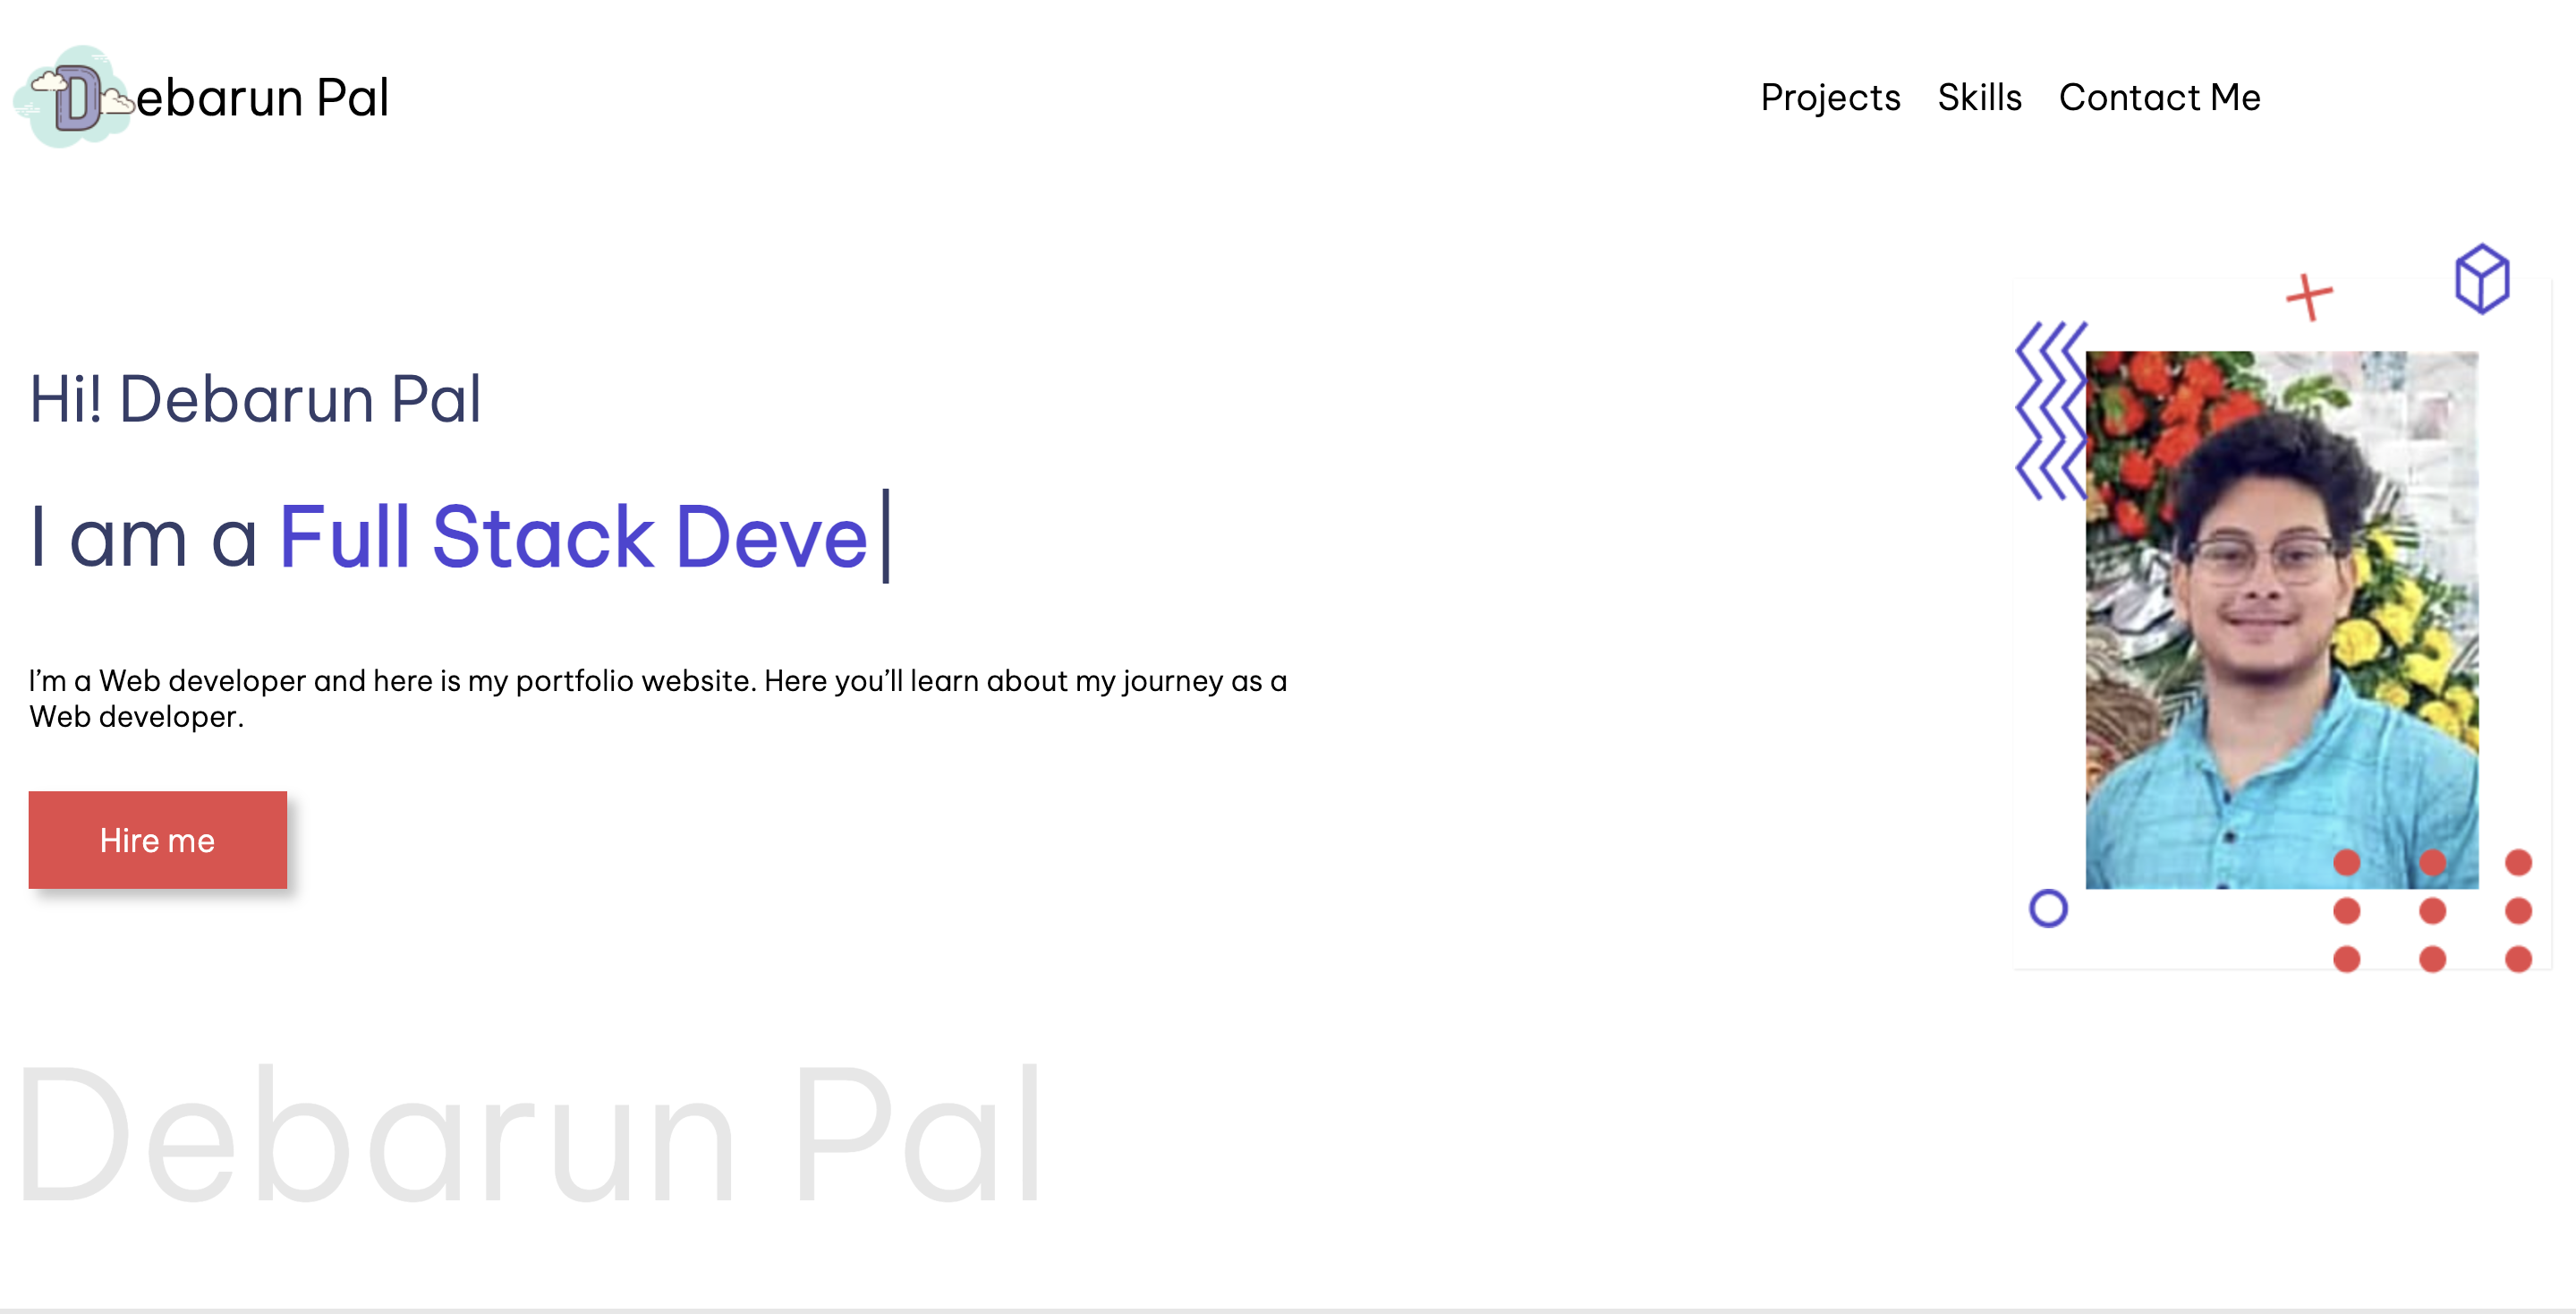 Debarun Pal
Projects Skills Contact Me
Hi! Debarun Pal
I am a Full Stack Deve
I’m a Web developer and here is my portfolio website. Here you’ll learn about my journey as a
Web developer.
Hire me
Debarun Pal